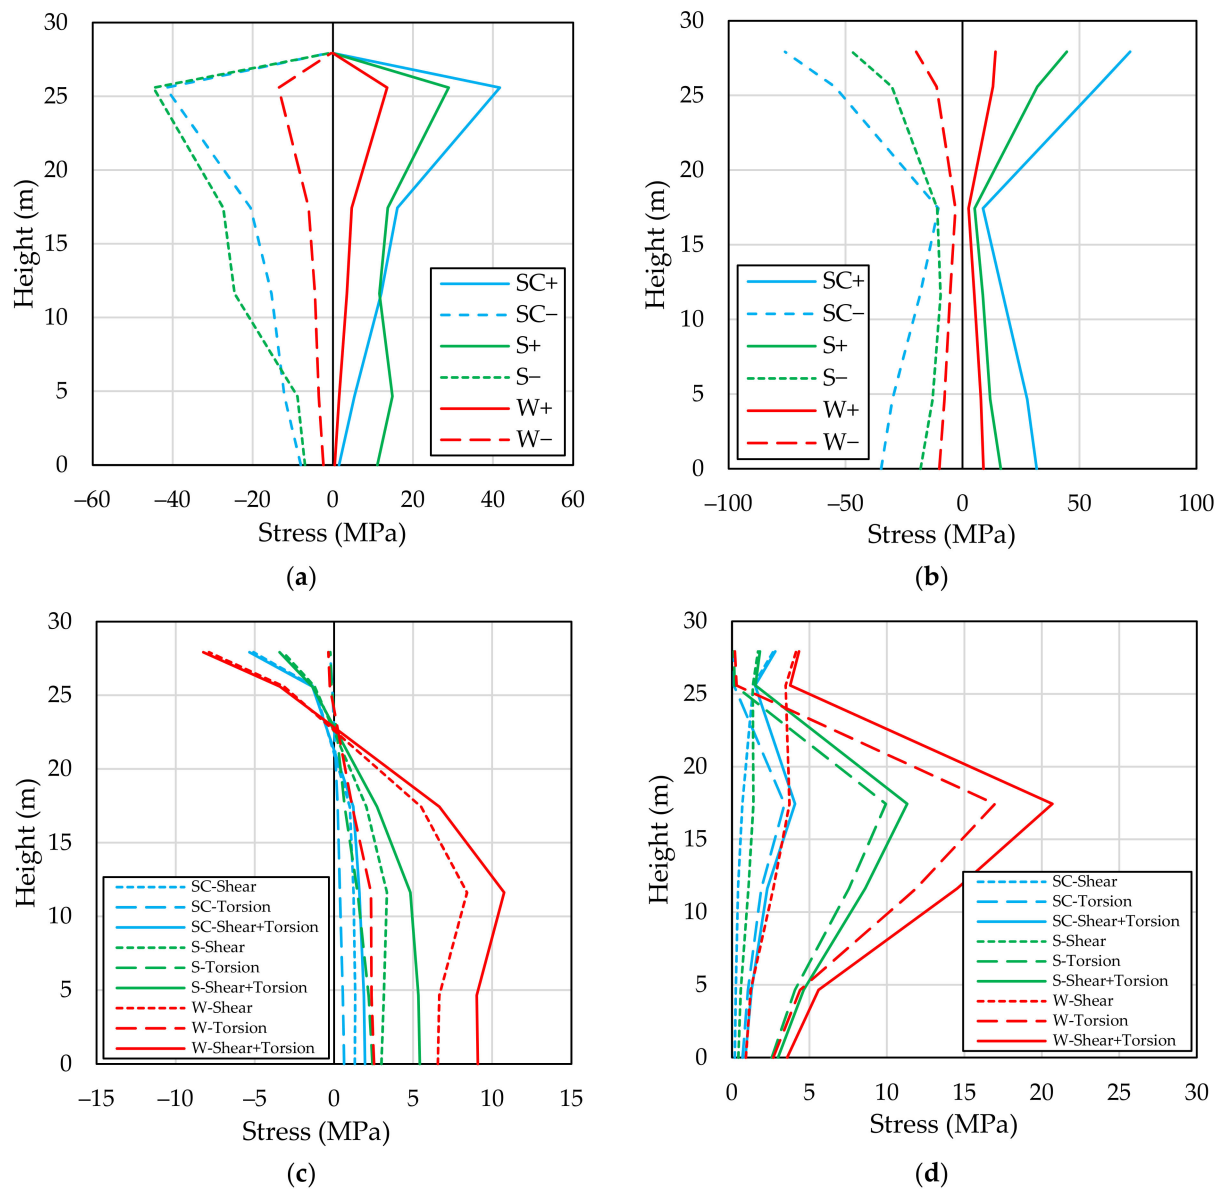 30
25
20
15
10
5
0
Height (m)
SC+
SC−
S+
S−
W+
W−
−60 −40 −20 0 20 40 60
Stress (MPa)
(a)
30
25
20
15
10
5
0
Height (m)
SC+
SC−
S+
S−
W+
W−
−100 −50 0 50 100
Stress (MPa)
(b)
30
25
20
15
10
5
0
Height (m)
SC-Shear
SC-Torsion
SC-Shear+Torsion
S-Shear
S-Torsion
S-Shear+Torsion
W-Shear
W-Torsion
W-Shear+Torsion
−15 −10 −5 0 5 10 15
Stress (MPa)
(c)
30
25
20
15
10
5
0
Height (m)
SC-Shear
SC-Torsion
SC-Shear+Torsion
S-Shear
S-Torsion
S-Shear+Torsion
W-Shear
W-Torsion
W-Shear+Torsion
0 5 10 15 20 25 30
Stress (MPa)
(d)